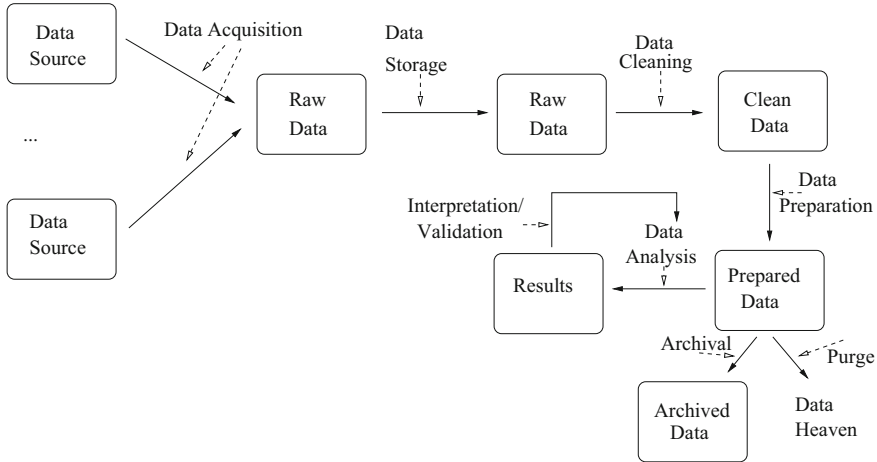 Data
Source
Data Acquisition
Data
Storage
Data
Cleaning
Raw
Data
Raw
Data
Clean
Data
...
Data
Source
Interpretation/
Validation
Data
Analysis
Data
Preparation
Results
Prepared
Data
Archival
Purge
Archived
Data
Data
Heaven